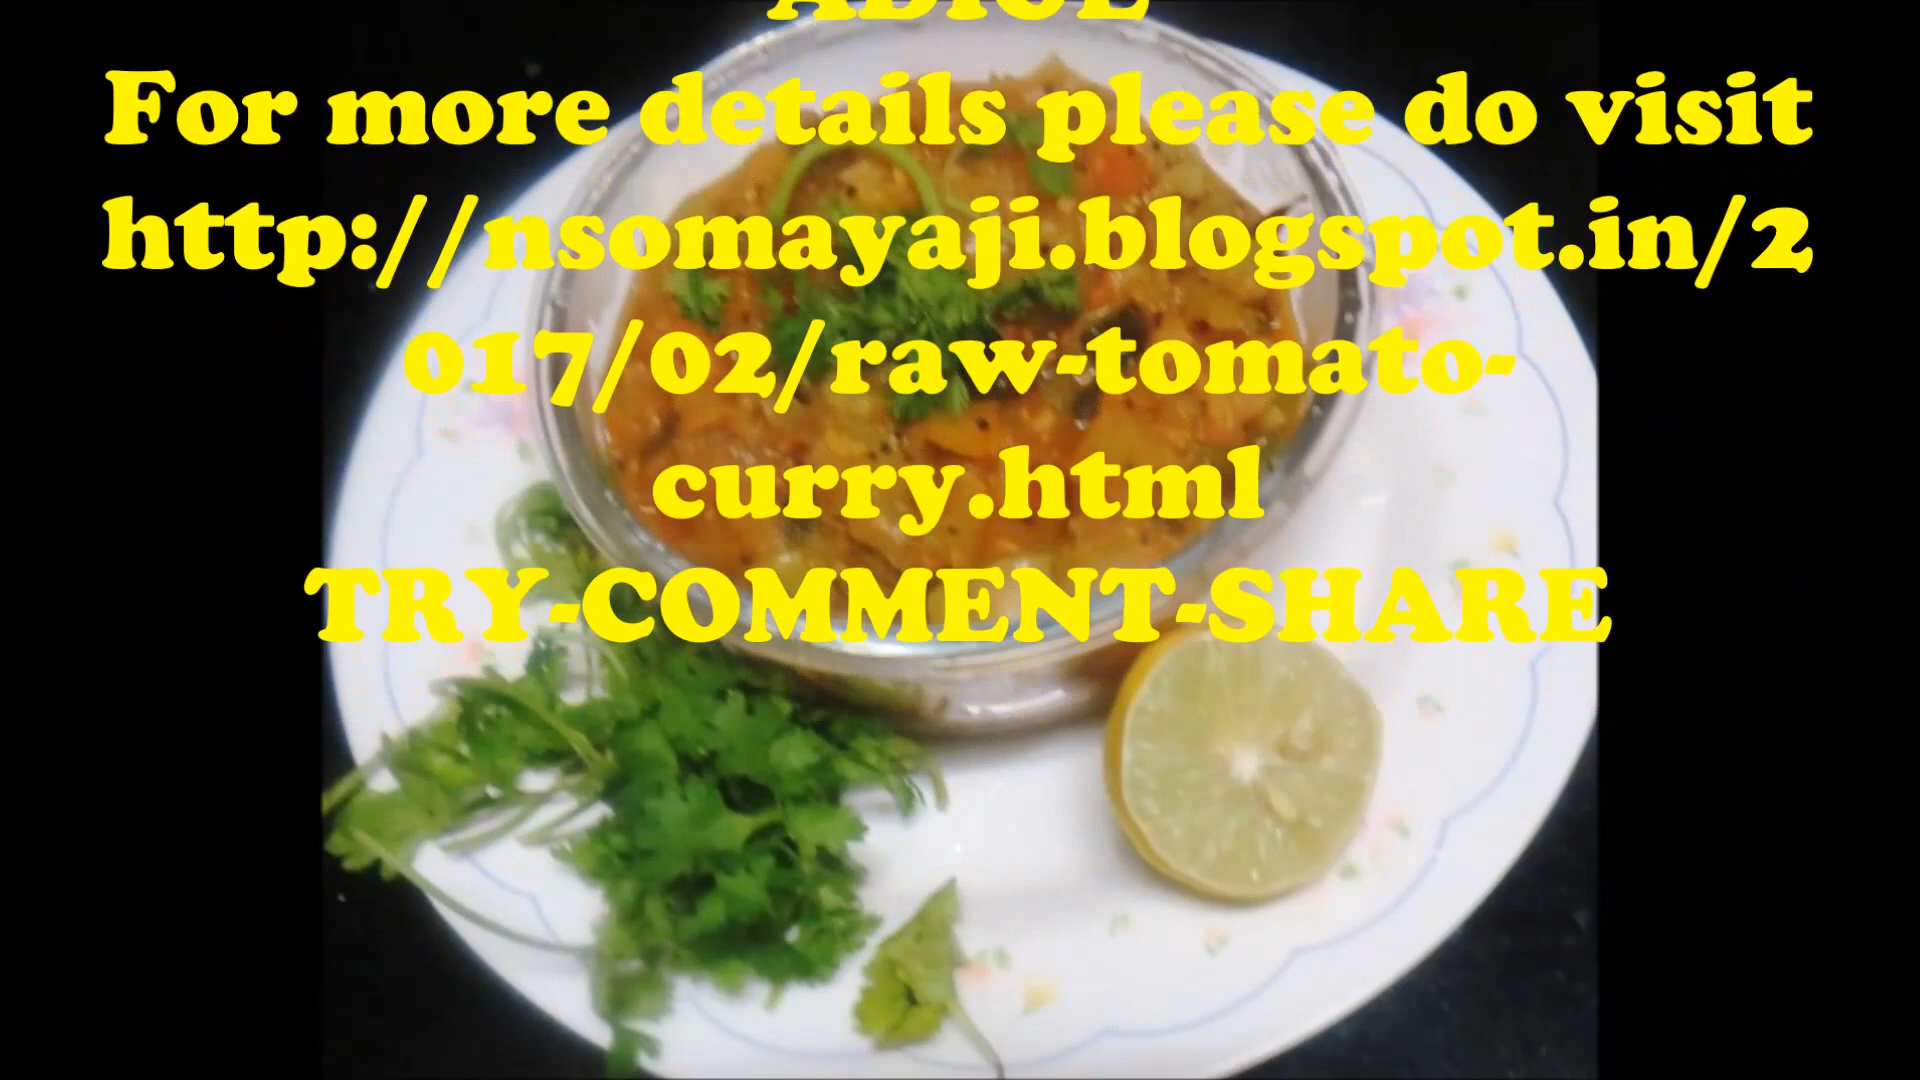 For more details please do visit
http://nsomayaji.blogspot.in/2
017/02/raw-tomato-
curry.html
TRY-COMMENT-SHARE